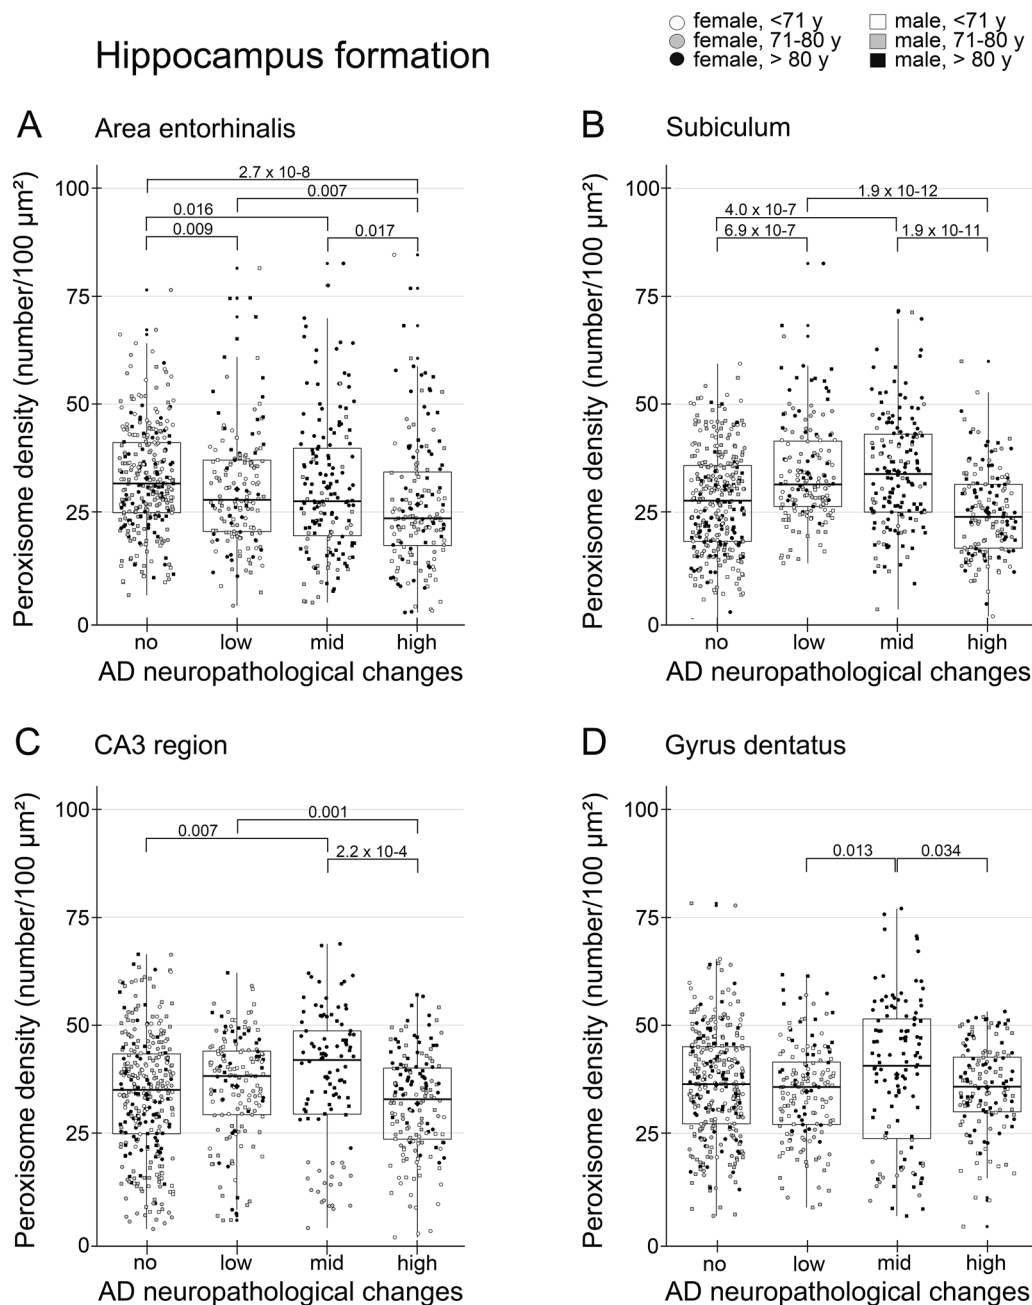 Hippocampus formation
female, <71 y
female, 71-80 y
female, > 80 y
male, <71 y
male, 71-80 y
male, > 80 y
A Area entorhinalis
Peroxisome density (number/100 µm²)
100
75
50
25
0
2.7 x 10-8
0.007
0.016
0.009
0.017
no low mid high
AD neuropathological changes
B Subiculum
Peroxisome density (number/100 µm²)
100
75
50
25
0
1.9 x 10-12
4.0 x 10-7
6.9 x 10-7
1.9 x 10-11
no low mid high
AD neuropathological changes
C CA3 region
Peroxisome density (number/100 µm²)
100
75
50
25
0
0.001
0.007
2.2 x 10-4
no low mid high
AD neuropathological changes
D Gyrus dentatus
Peroxisome density (number/100 µm²)
100
75
50
25
0
0.013
0.034
no low mid high
AD neuropathological changes